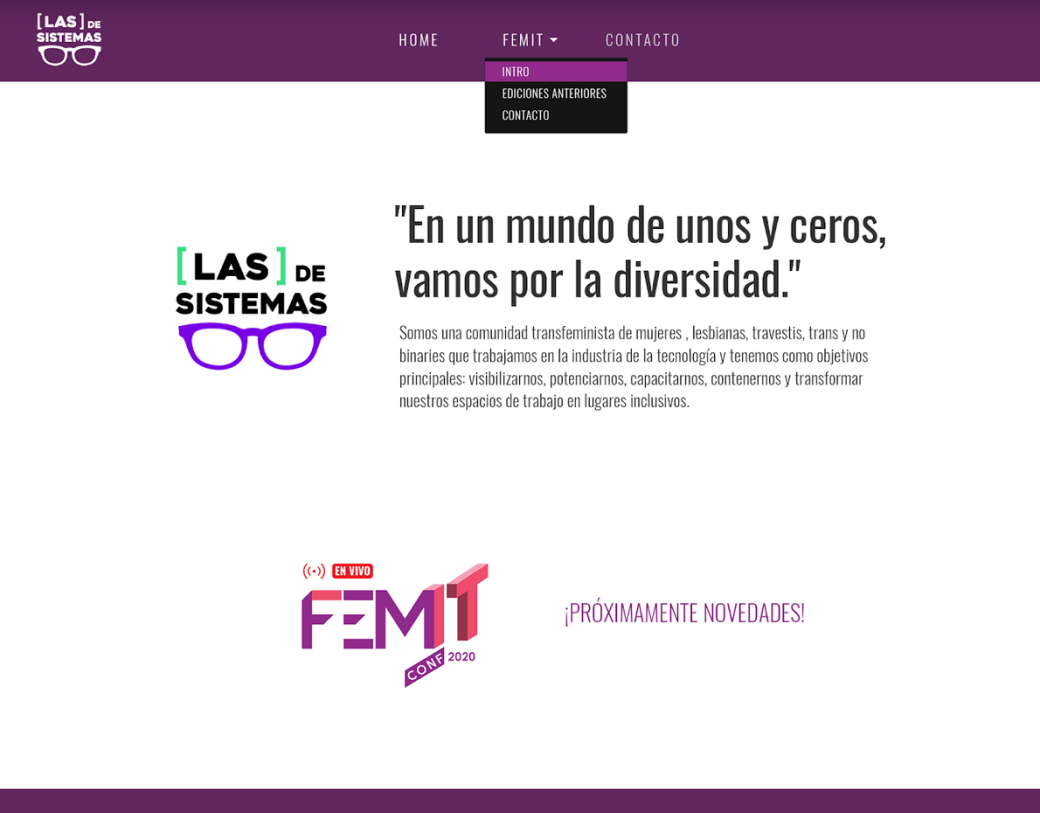 [LAS] DE
SISTEMAS
HOME
FEMIT
CONTACTO
INTRO
EDICIONES ANTERIORES
CONTACTO
[LAS] DE
SISTEMAS
"En un mundo de unos y ceros,
vamos por la diversidad."
Somos una comunidad transfeminista de mujeres , lesbianas, travestis, trans y no
binaries que trabajamos en la industria de la tecnología y tenemos como objetivos
principales: visibilizarnos, potenciarnos, capacitarnos, contenernos y transformar
nuestros espacios de trabajo en lugares inclusivos.
EN VIVO
FEMIT
CONF 2020
¡PRÓXIMAMENTE NOVEDADES!